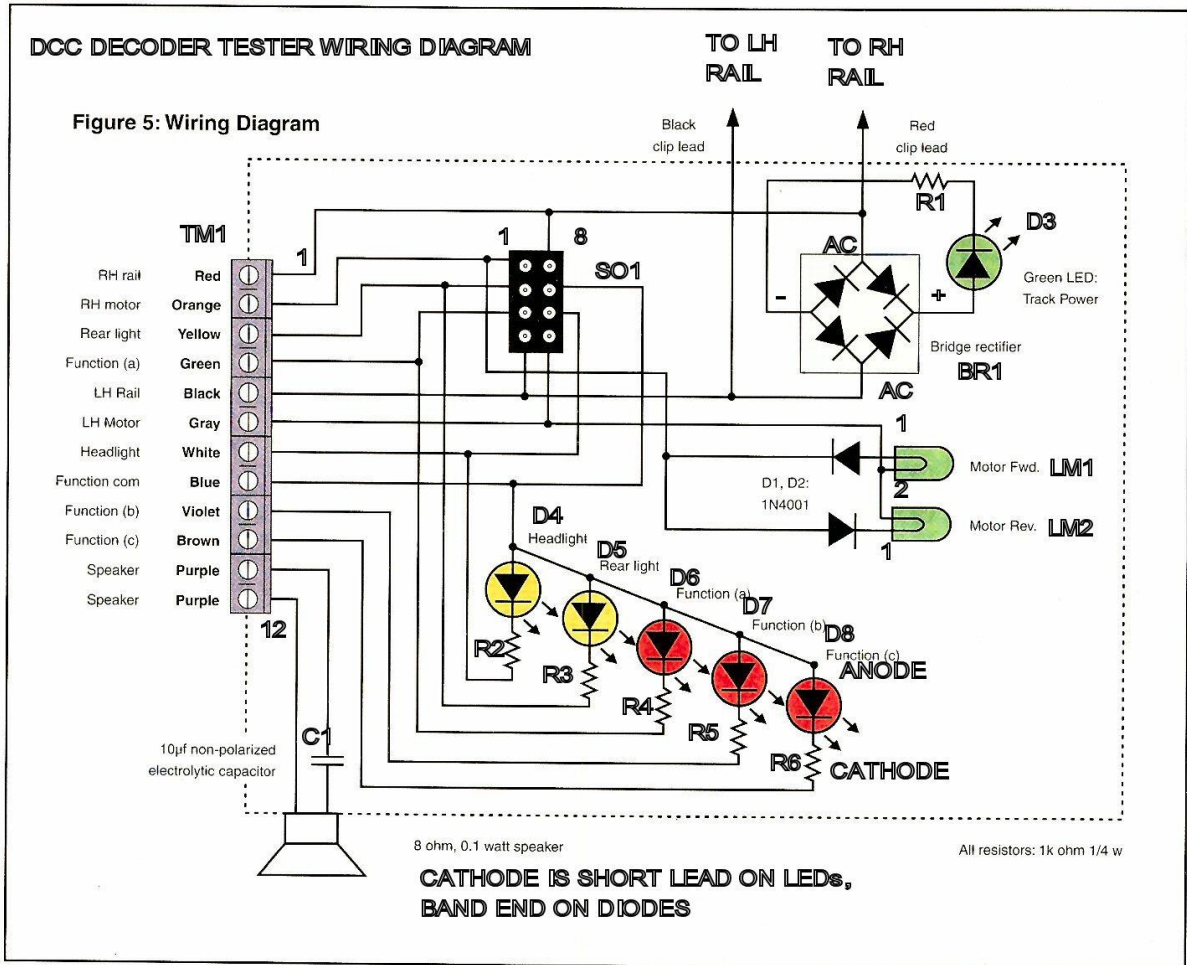 DCC DECODER TESTER WIRING DIAGRAM
TO LH
RAIL
TO RH
RAIL
Figure 5: Wiring Diagram
Black
clip lead
Red
clip lead
R1
D3
TM1
1
1
8
SO1
AC
Green LED:
Track Power
-
+
Bridge rectifier
BR1
AC
RH rail Red
RH motor Orange
Rear light Yellow
Function (a) Green
LH Rail Black
LH Motor Gray
Headlight White
Function com Blue
Function (b) Violet
Function (c) Brown
Speaker Purple
Speaker Purple
12
1
Motor Fwd. LM1
D1, D2:
1N4001
2
Motor Rev. LM2
1
D4
Headlight
D5
Rear light
D6
Function (a)
D7
Function (b)
D8
Function (c)
ANODE
R2
R3
R4
R5
R6
CATHODE
C1
10µf non-polarized
electrolytic capacitor
8 ohm, 0.1 watt speaker
All resistors: 1k ohm 1/4 w
CATHODE IS SHORT LEAD ON LEDs,
BAND END ON DIODES